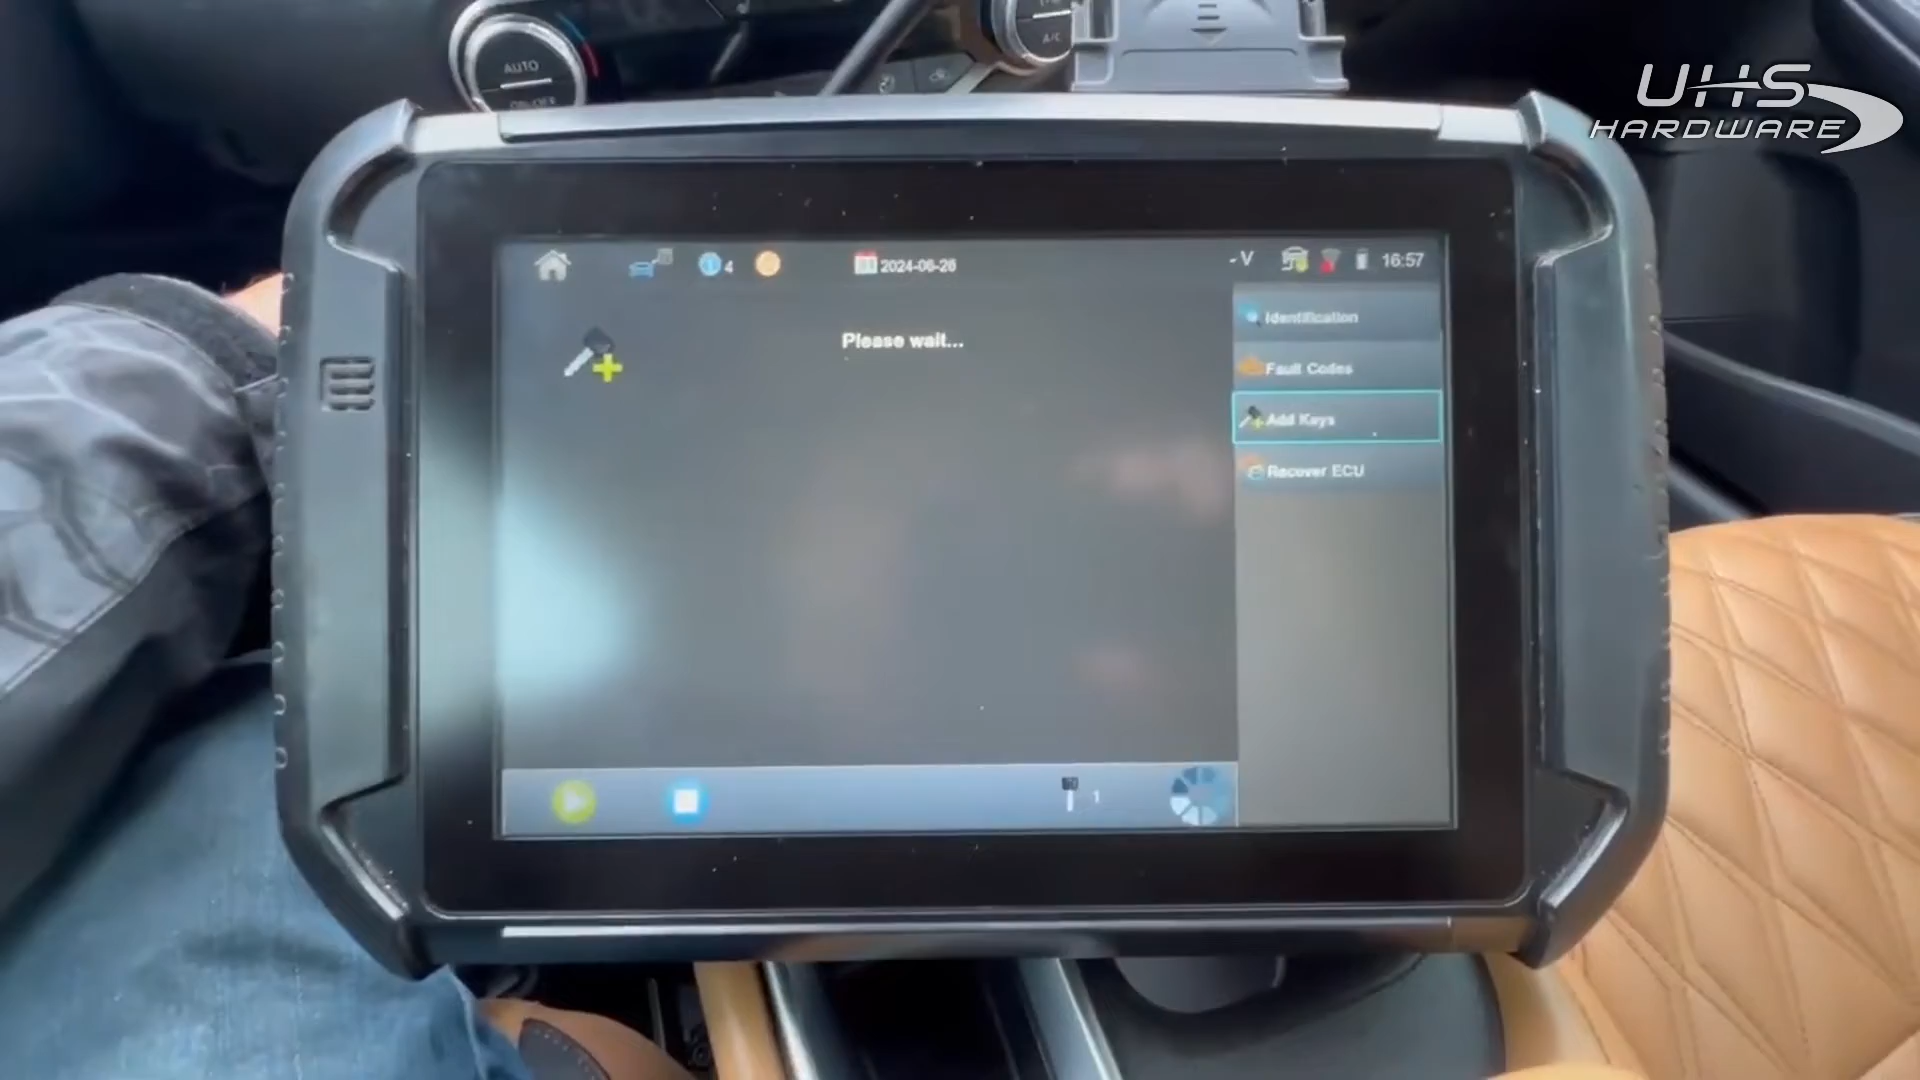 AUTO
A/C
UHS
HARDWARE
4
2024-06-26
-V
16:57
Identification
Please wait...
Fault Codes
Add Keys
Recover ECU
1